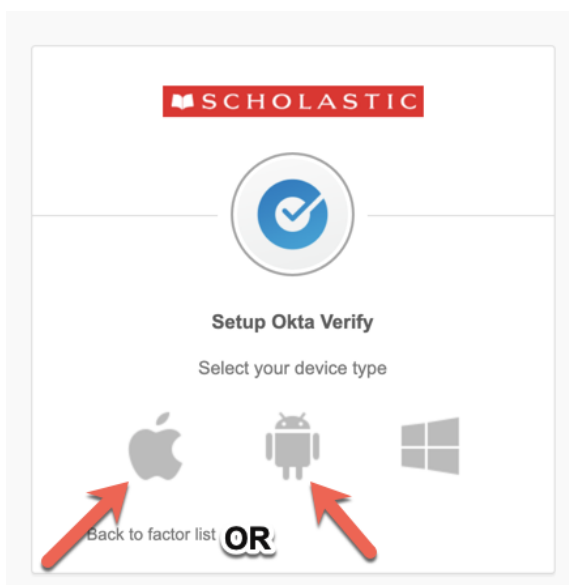 SCHOLASTIC
Setup Okta Verify
Select your device type
Back to factor list OR